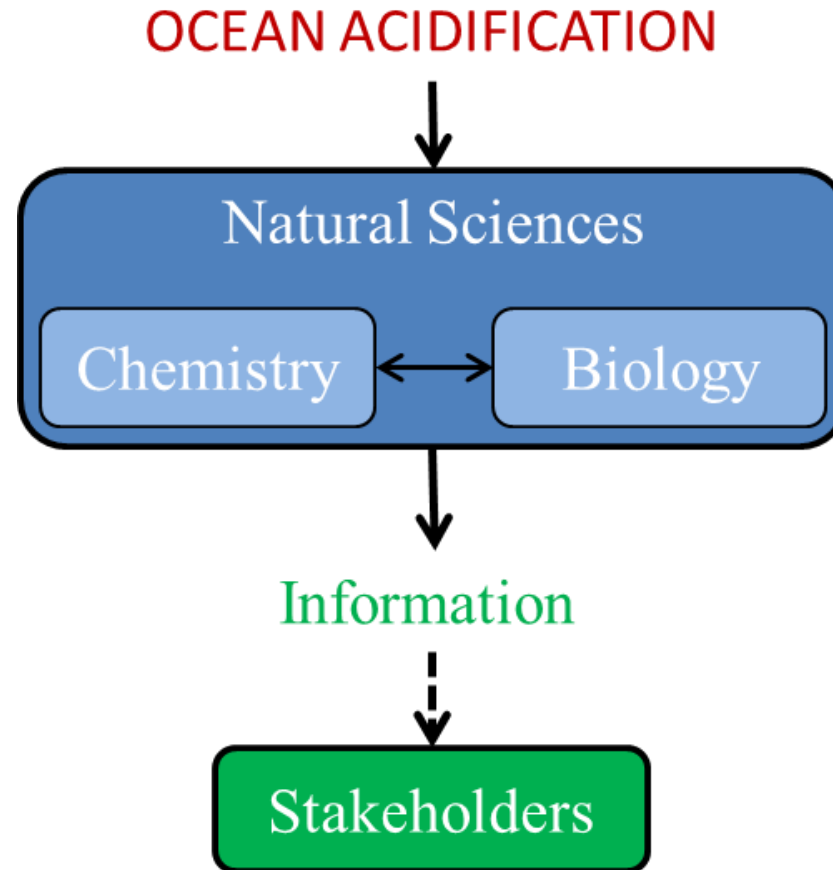 OCEAN ACIDIFICATION
Natural Sciences
Chemistry
Biology
Information
Stakeholders